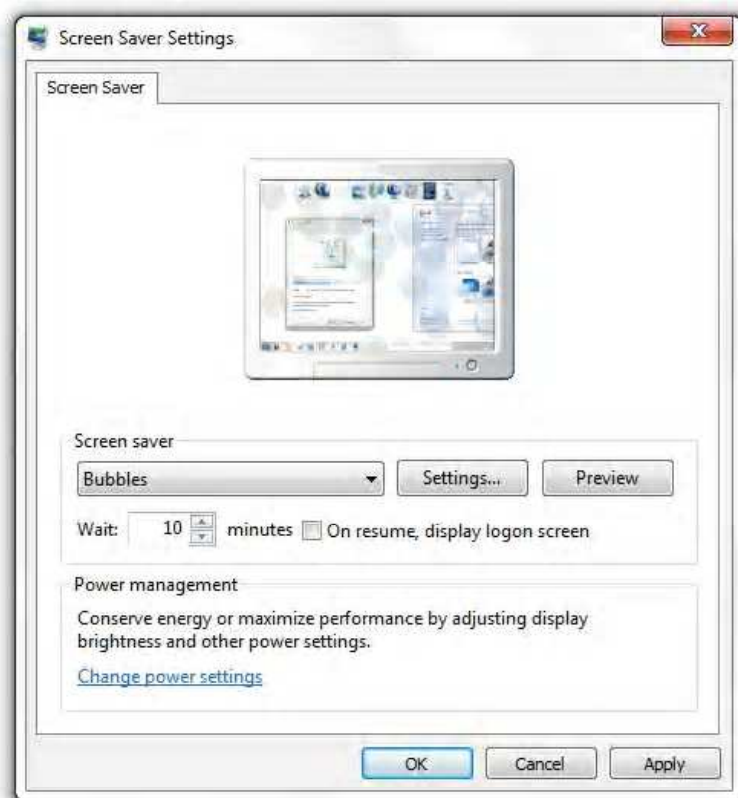 Screen Saver Settings
Screen Saver
Screen saver
Bubbles
Settings...
Preview
Wait: 10 minutes On resume, display logon screen
Power management
Conserve energy or maximize performance by adjusting display
brightness and other power settings.
Change power settings
OK Cancel Apply